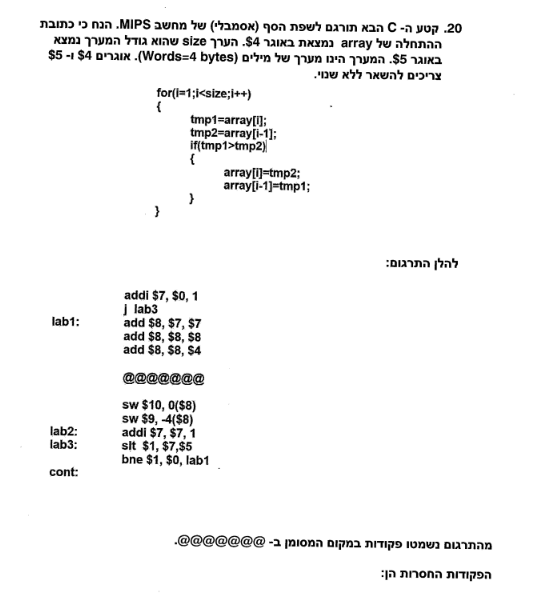 20. קטע ה- C הבא תורגם לשפת הסף (אסמבלי) של מחשב MIPS. הנח כי כתובת
ההתחלה של array נמצאת באוגר $4. הערך size שהוא גודל המערך נמצא
באוגר $5. המערך הינו מערך של מילים (Words=4 bytes). אוגרים $4 ו- $5
צריכים להשאר ללא שנוי.
for(i=1;i<size;i++)
{
tmp1=array[i];
tmp2=array[i-1];
if(tmp1>tmp2)
{
array[i]=tmp2;
array[i-1]=tmp1;
}
}
להלן התרגום:
addi $7, $0, 1
j lab3
lab1: add $8, $7, $7
add $8, $8, $8
add $8, $8, $4
@@@@@@@
sw $10, 0($8)
sw $9, -4($8)
lab2: addi $7, $7, 1
lab3: slt $1, $7,$5
bne $1, $0, lab1
cont:
מהתרגום נשמטו פקודות במקום המסומן ב- @@@@@@@.
הפקודות החסרות הן: